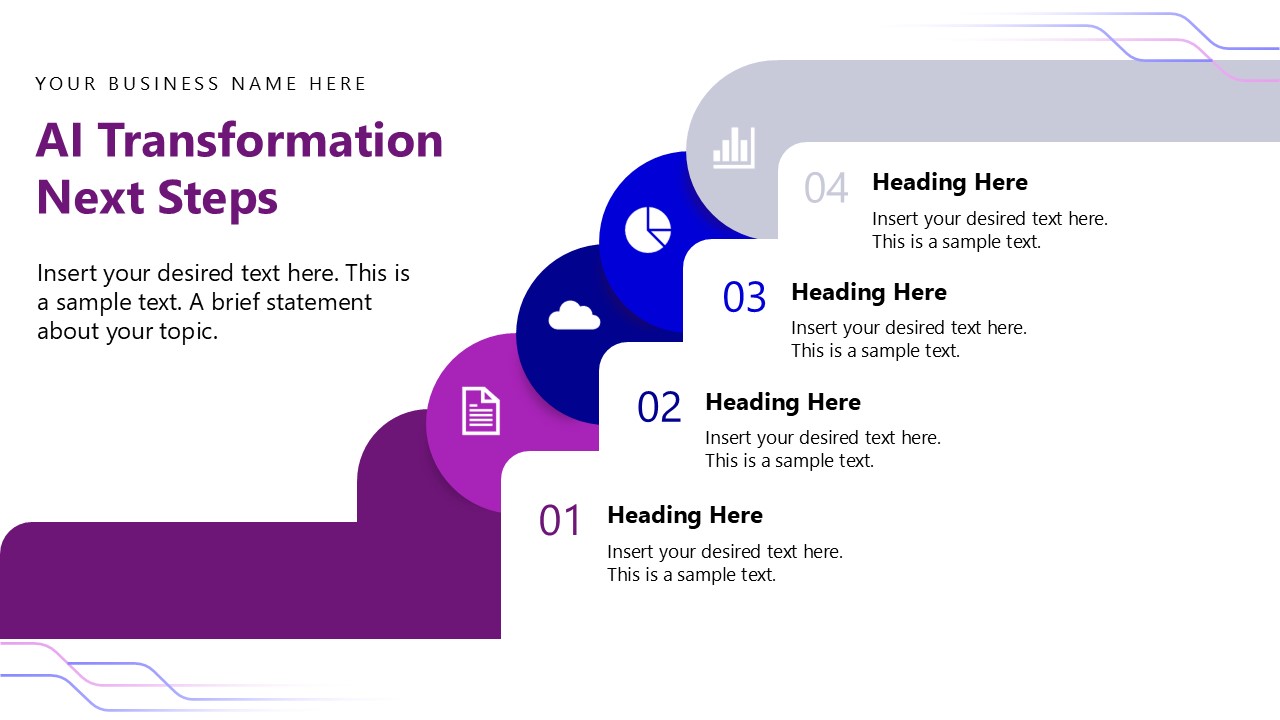 YOUR BUSINESS NAME HERE
AI Transformation
Next Steps
Insert your desired text here. This is
a sample text. A brief statement
about your topic.
04
Heading Here
Insert your desired text here.
This is a sample text.
03
Heading Here
Insert your desired text here.
This is a sample text.
02
Heading Here
Insert your desired text here.
This is a sample text.
01
Heading Here
Insert your desired text here.
This is a sample text.